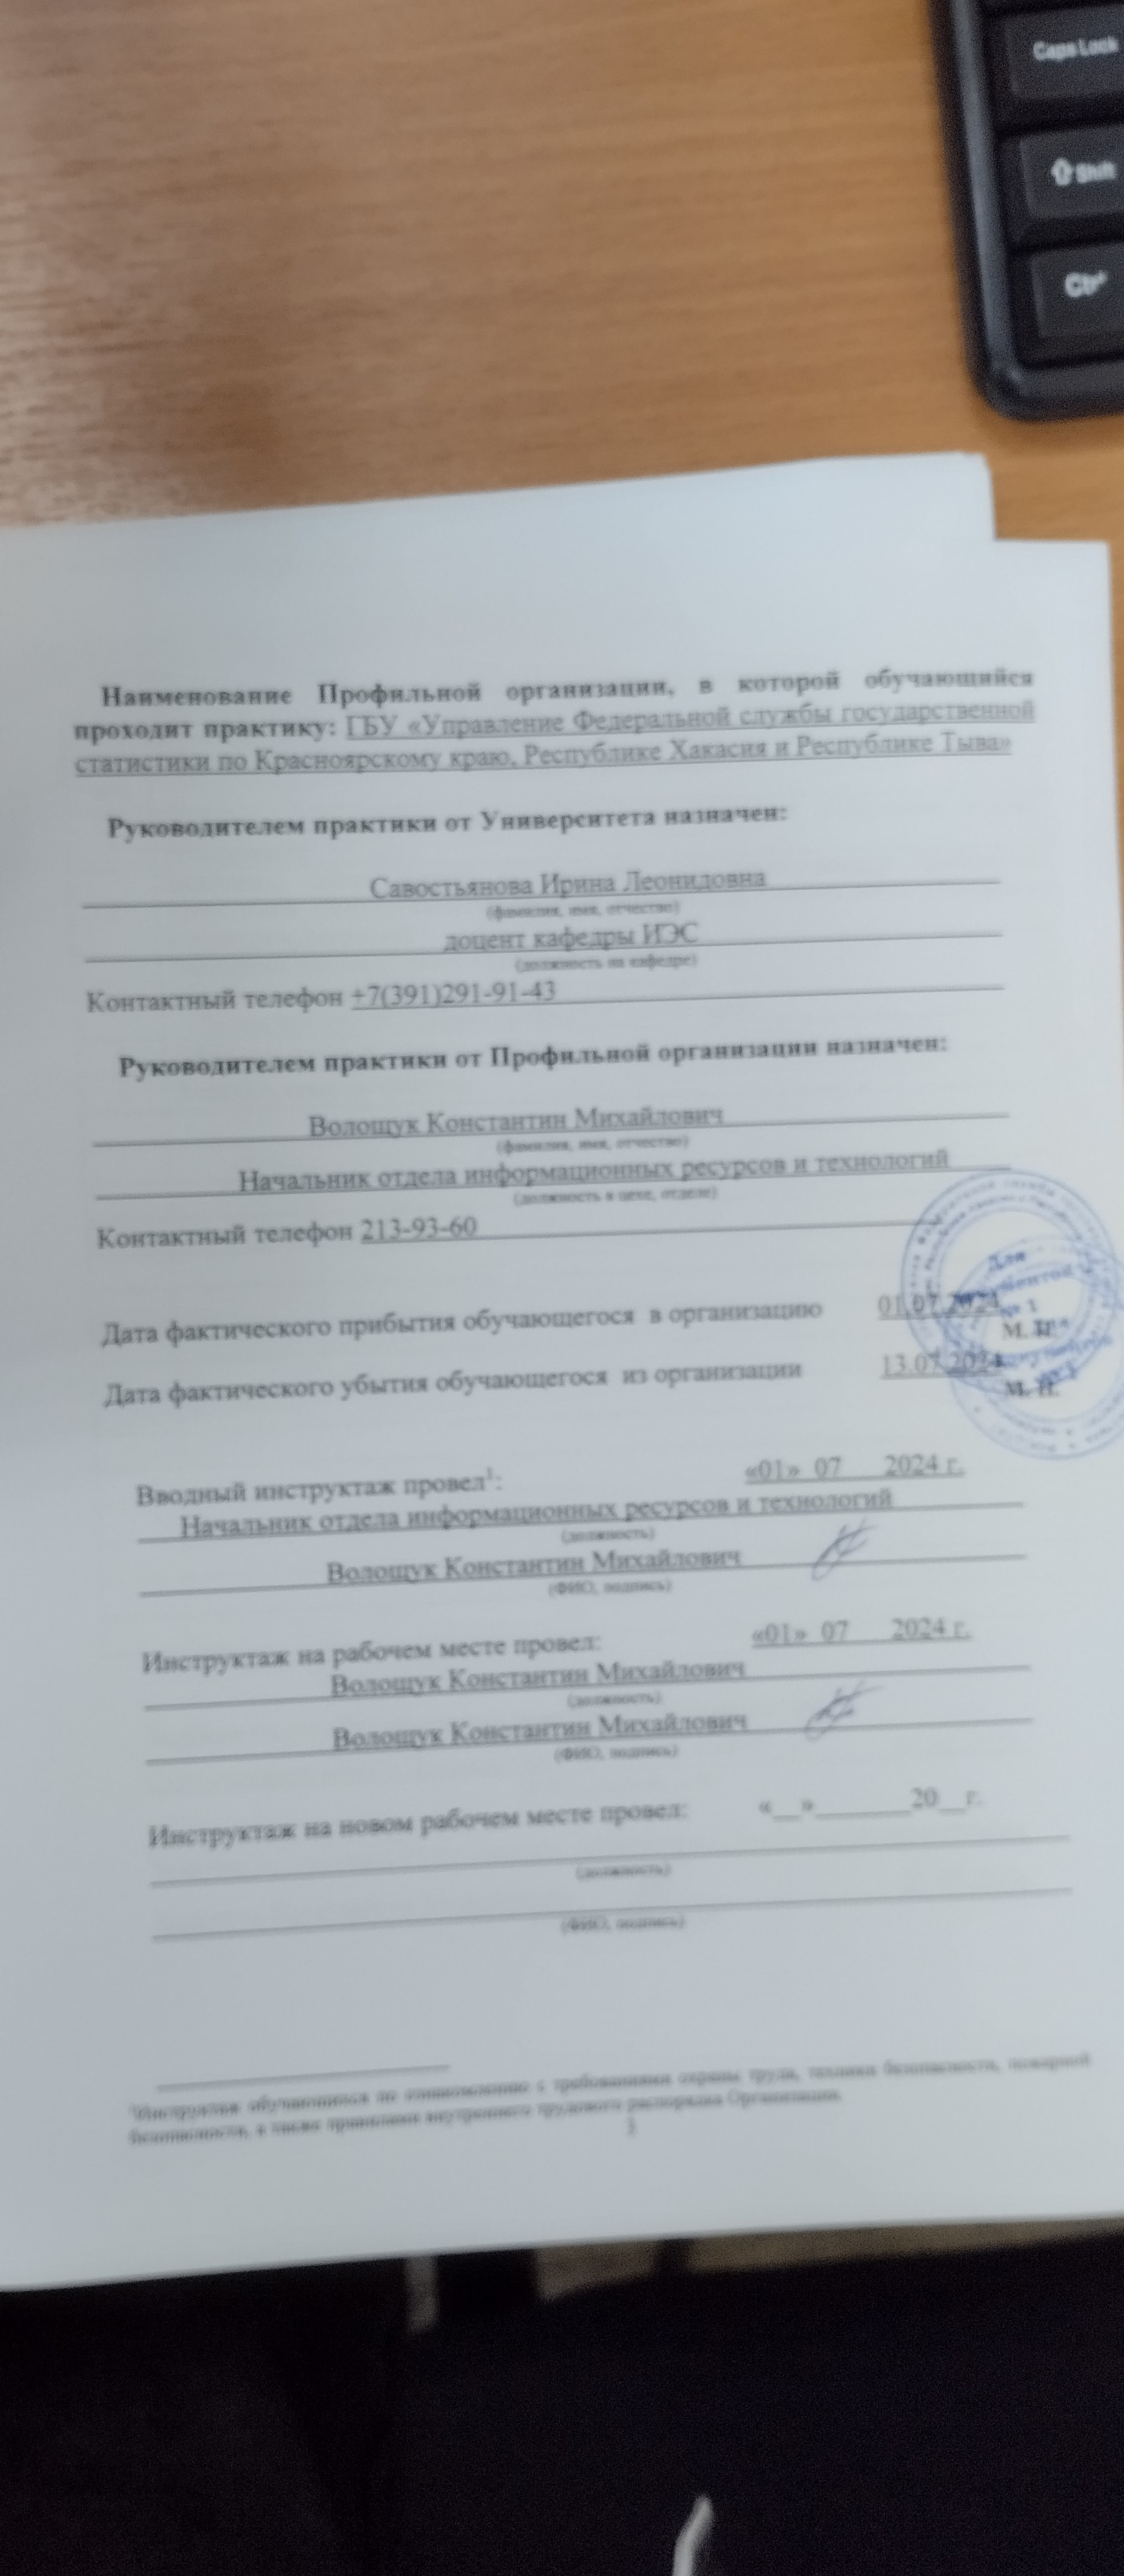 Caps Lock
Shift
Ctrl
Наименование Профильной организации, в которой обучающийся
проходит практику: ГБУ «Управление Федеральной службы государственной
статистики по Красноярскому краю, Республике Хакасия и Республике Тыва»
Руководителем практики от Университета назначен:
Савостьянова Ирина Леонидовна
(фамилия, имя, отчество)
доцент кафедры ИЭС
(должность на кафедре)
Контактный телефон +7(391)291-91-43
Руководителем практики от Профильной организации назначен:
Волощук Константин Михайлович
(фамилия, имя, отчество)
Начальник отдела информационных ресурсов и технологий
(должность в цехе, отделе)
Контактный телефон 213-93-60
Для
Дата фактического прибытия обучающегося в организацию 01.07.2024
М. П.
Дата фактического убытия обучающегося из организации 13.07.2024
М. П.
Вводный инструктаж провел¹: «01» 07 2024 г.
Начальник отдела информационных ресурсов и технологий
(должность)
Волощук Константин Михайлович
(ФИО, подпись)
Инструктаж на рабочем месте провел: «01» 07 2024 г.
Волощук Константин Михайлович
(должность)
Волощук Константин Михайлович
(ФИО, подпись)
Инструктаж на новом рабочем месте провел: «__»_______20__г.
(должность)
(ФИО, подпись)
¹Инструктаж обучающихся по ознакомлению с требованиями охраны труда, техники безопасности, пожарной
безопасности, а также правилами внутреннего трудового распорядка Организации.
3